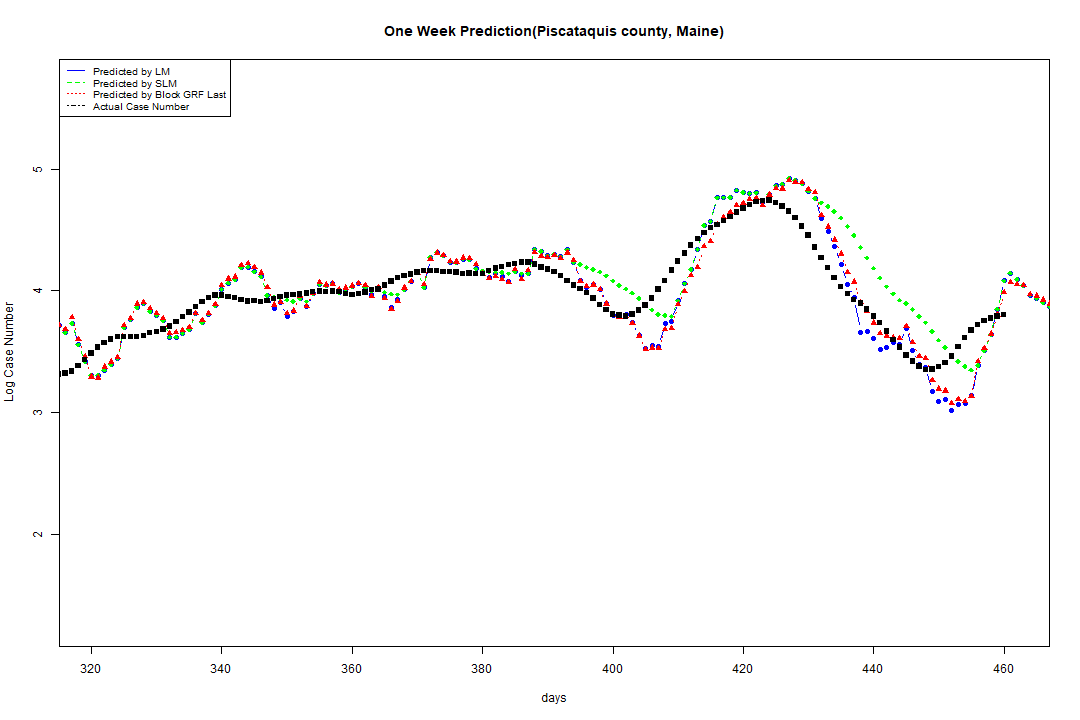 One Week Prediction(Piscataquis county, Maine)
Predicted by LM
Predicted by SLM
Predicted by Block GRF Last
Actual Case Number
Log Case Number
5
4
3
2
320 340 360 380 400 420 440 460
days